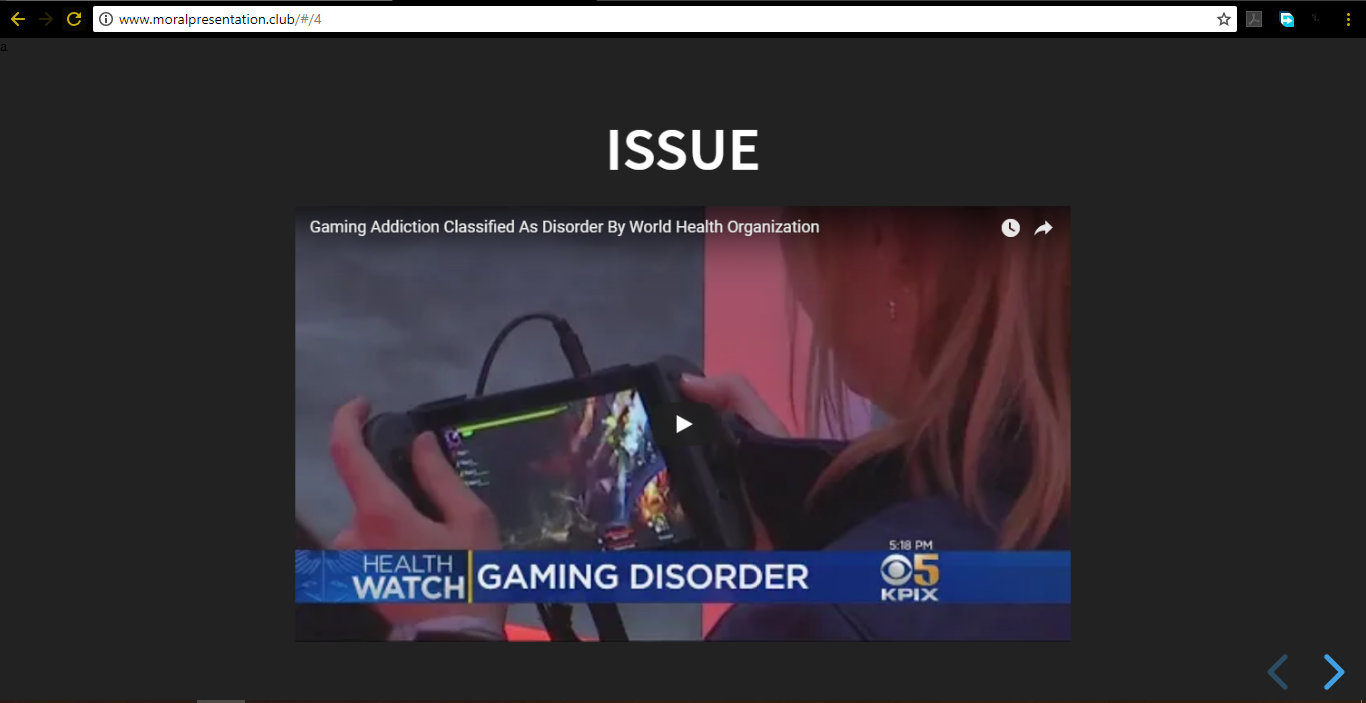 www.moralpresentation.club/#/4
a
ISSUE
Gaming Addiction Classified As Disorder By World Health Organization
5:18 PM
HEALTH
WATCH
GAMING DISORDER
5
KPIX